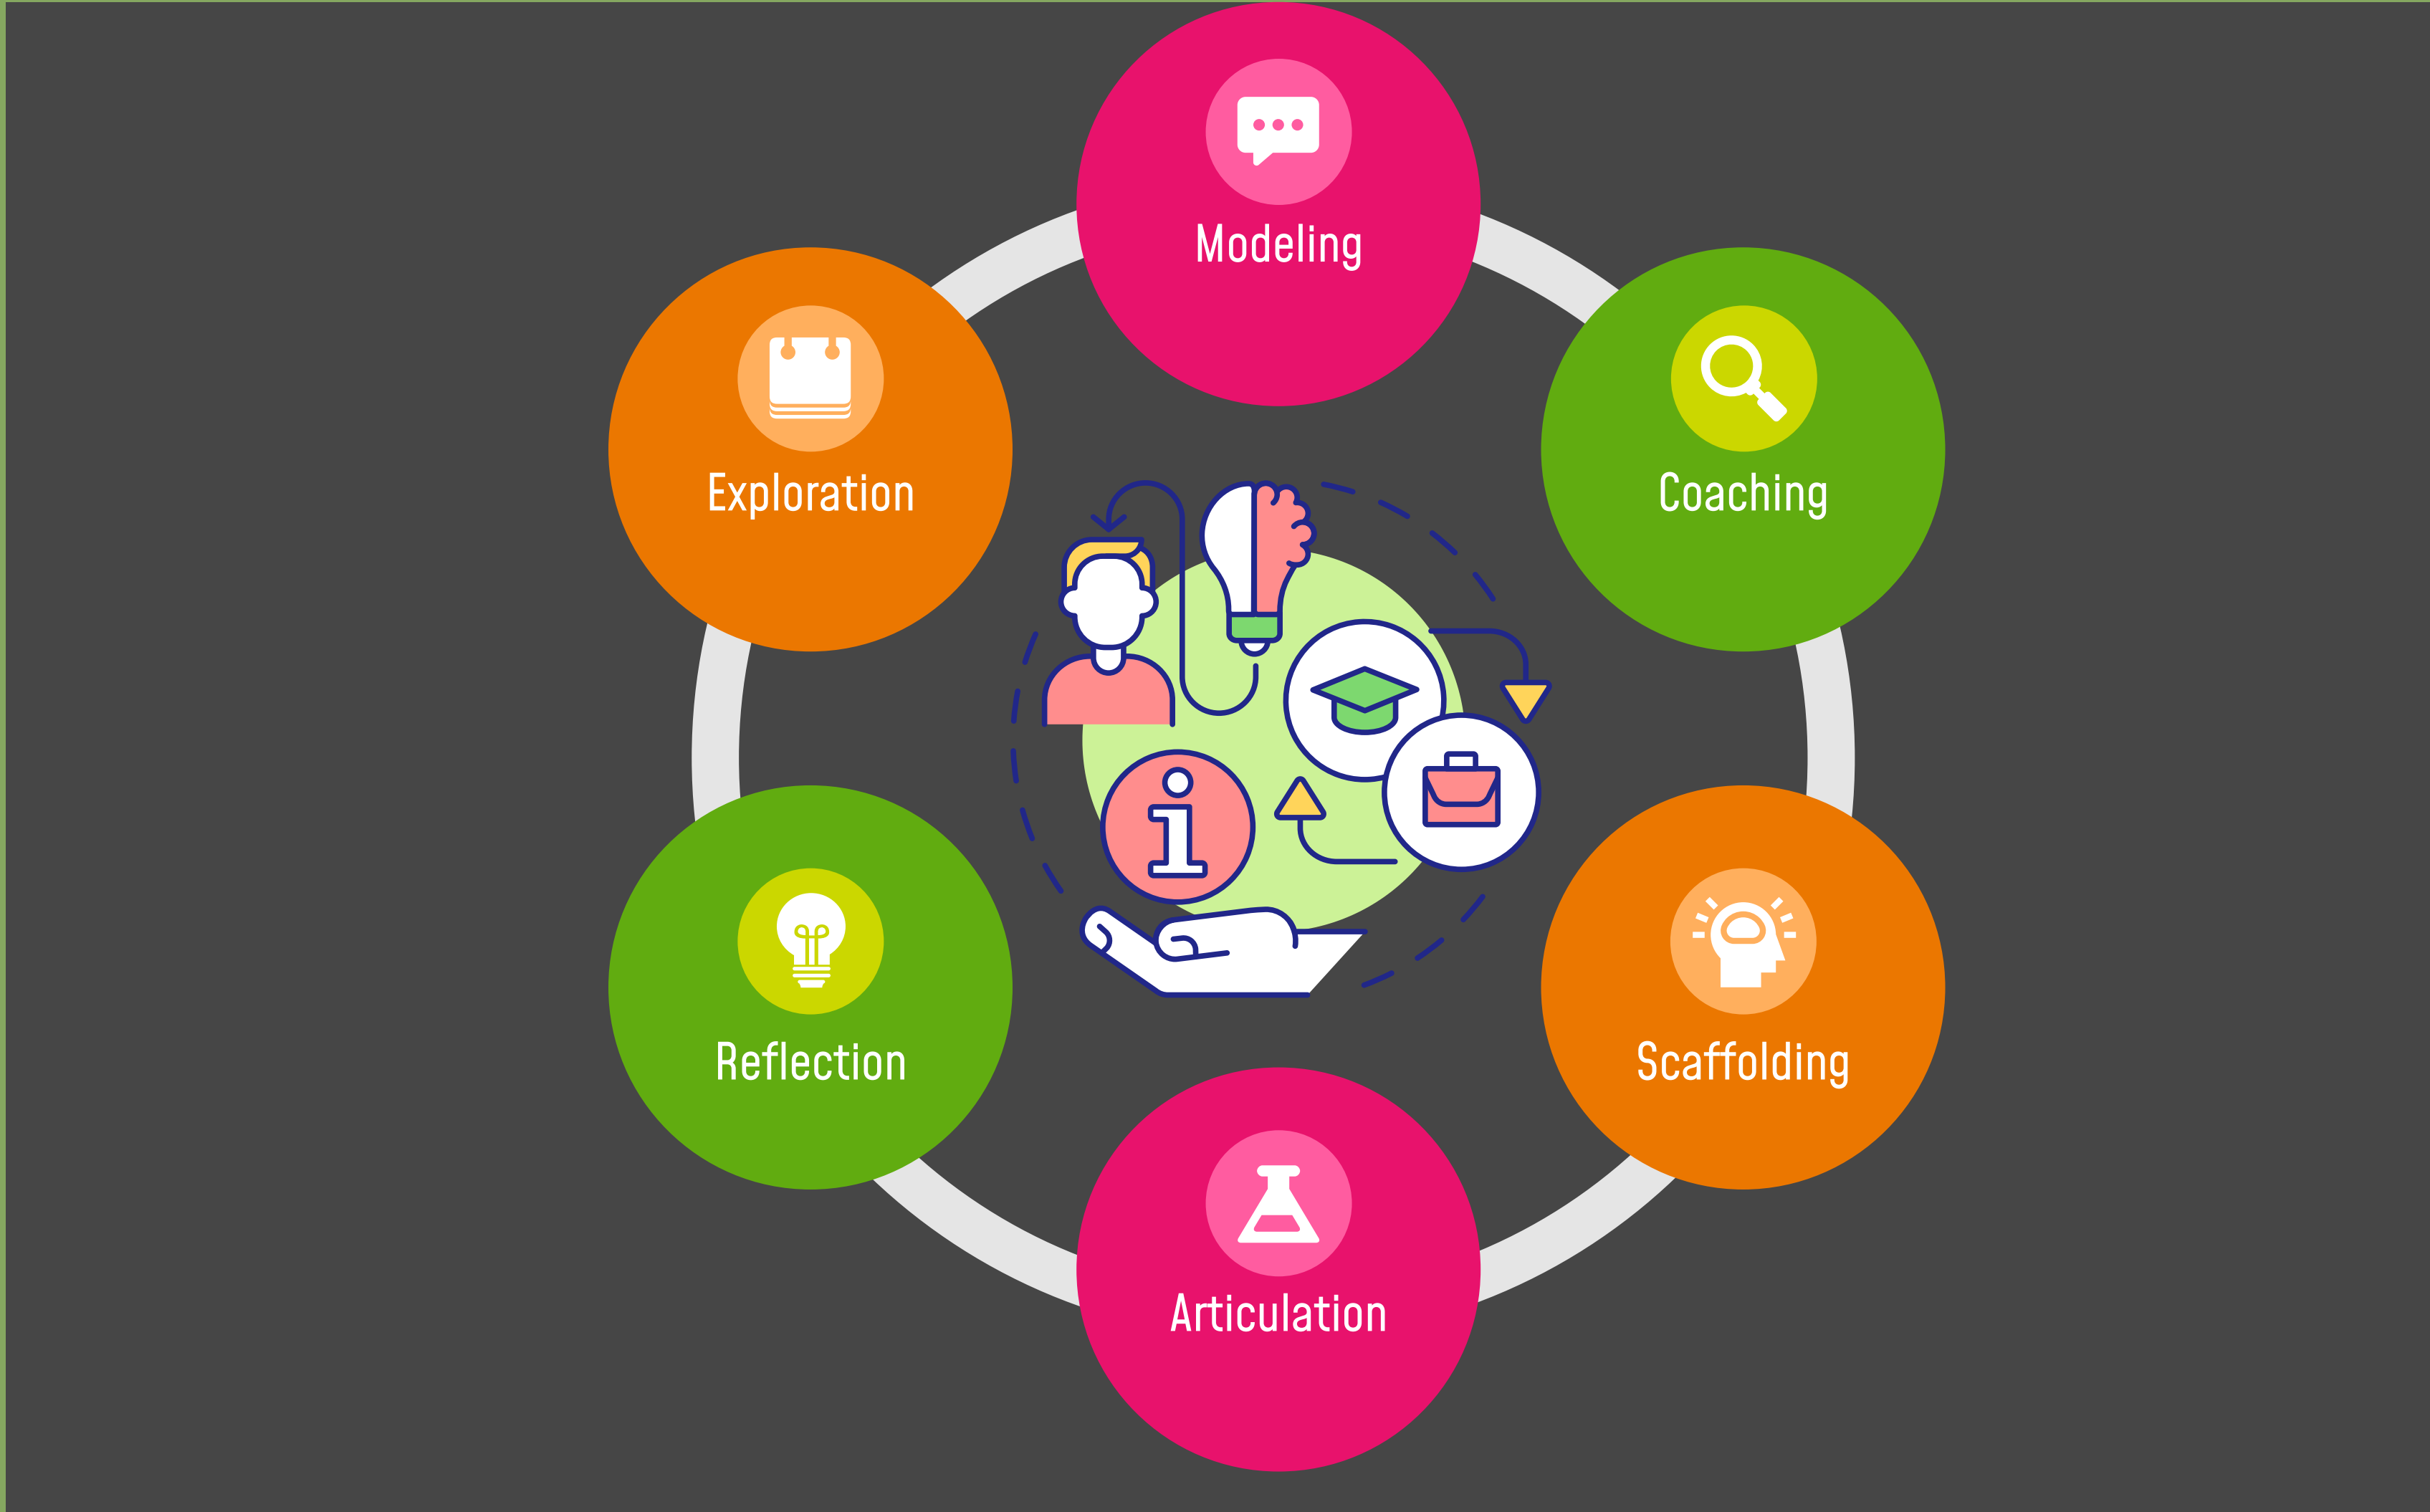 Modeling
Exploration
Coaching
Reflection
Scaffolding
Articulation